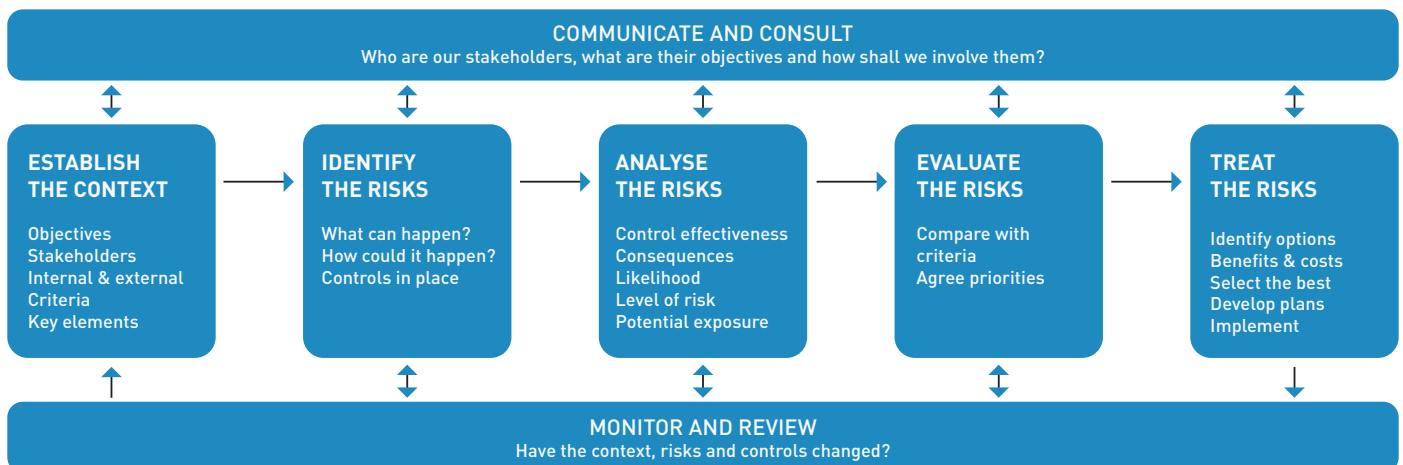 COMMUNICATE AND CONSULT
Who are our stakeholders, what are their objectives and how shall we involve them?
ESTABLISH
THE CONTEXT
Objectives
Stakeholders
Internal & external
Criteria
Key elements
IDENTIFY
THE RISKS
What can happen?
How could it happen?
Controls in place
ANALYSE
THE RISKS
Control effectiveness
Consequences
Likelihood
Level of risk
Potential exposure
EVALUATE
THE RISKS
Compare with
criteria
Agree priorities
TREAT
THE RISKS
Identify options
Benefits & costs
Select the best
Develop plans
Implement
MONITOR AND REVIEW
Have the context, risks and controls changed?